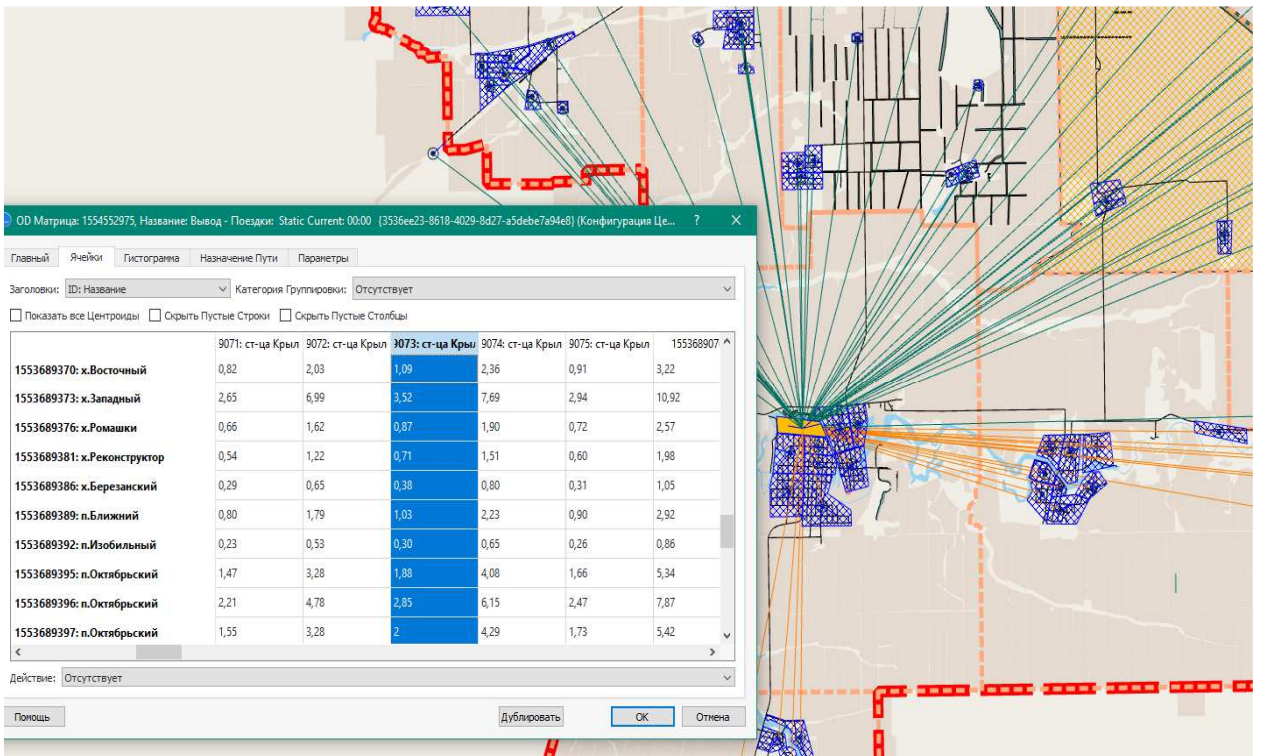 OD Матрица: 1554552975, Название: Вывод - Поездки: Static Current: 00:00 {3536ee23-8618-4029-8d27-a5debe7a94e8} (Конфигурация Це... ? X
Главный Ячейки Гистограмма Назначение Пути Параметры
Заголовки: ID: Название Категория Группировки: Отсутствует
Показать все Центроиды Скрыть Пустые Строки Скрыть Пустые Столбцы
9071: ст-ца Крыл 9072: ст-ца Крыл 9073: ст-ца Крыл 9074: ст-ца Крыл 9075: ст-ца Крыл 155368907
1553689370: х.Восточный 0,82 2,03 1,09 2,36 0,91 3,22
1553689373: х.Западный 2,65 6,99 3,52 7,69 2,94 10,92
1553689376: х.Ромашки 0,66 1,62 0,87 1,90 0,72 2,57
1553689381: х.Реконструктор 0,54 1,22 0,71 1,51 0,60 1,98
1553689386: х.Березанский 0,29 0,65 0,38 0,80 0,31 1,05
1553689389: п.Ближний 0,80 1,79 1,03 2,23 0,90 2,92
1553689392: п.Изобильный 0,23 0,53 0,30 0,65 0,26 0,86
1553689395: п.Октябрьский 1,47 3,28 1,88 4,08 1,66 5,34
1553689396: п.Октябрьский 2,21 4,78 2,85 6,15 2,47 7,87
1553689397: п.Октябрьский 1,55 3,28 2 4,29 1,73 5,42
Действие: Отсутствует
Помощь Дублировать OK Отмена